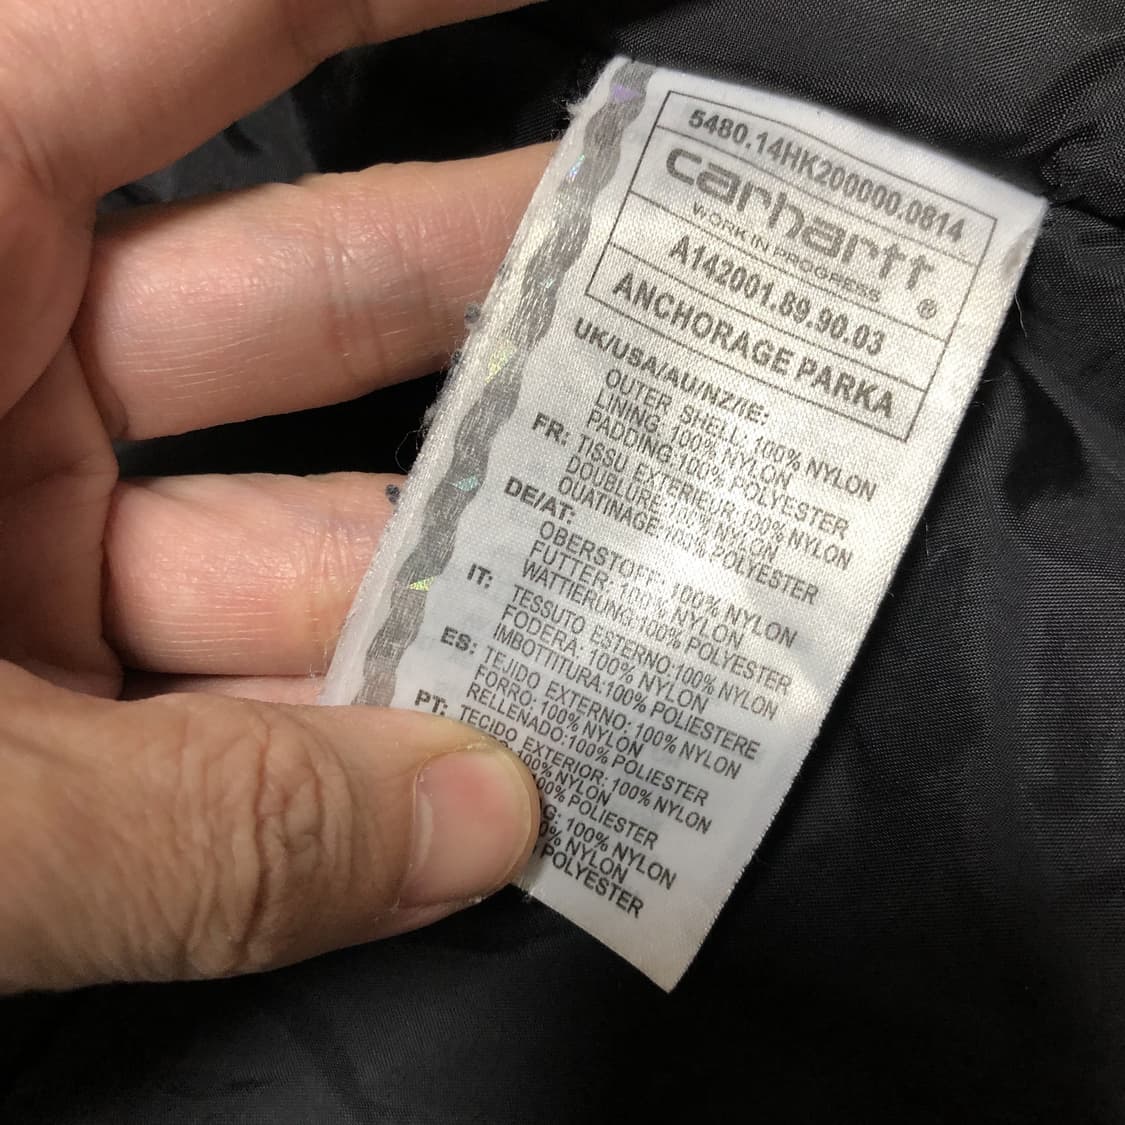 5480.14HK200000.0814
carhartt
WORK IN PROGRESS
®
A142001.89.90.03
ANCHORAGE PARKA
UK/USA/AU/NZ/IE:
OUTER SHELL: 100% NYLON
LINING: 100% NYLON
PADDING:100% POLYESTER
FR: TISSU EXTERIEUR:100% NYLON
DOUBLURE:100% NYLON
OUATINAGE:100% POLYESTER
DE/AT:
OBERSTOFF: 100% NYLON
FUTTER: 100% NYLON
WATTIERUNG:100% POLYESTER
IT: TESSUTO ESTERNO:100% NYLON
FODERA: 100% NYLON
IMBOTTITURA:100% POLIESTERE
ES: TEJIDO EXTERNO: 100% NYLON
FORRO: 100% NYLON
RELLENADO:100% POLIESTER
PT: TECIDO EXTERIOR: 100% NYLON
100% NYLON
POLIESTER
100% NYLON
NYLON
POLYESTER